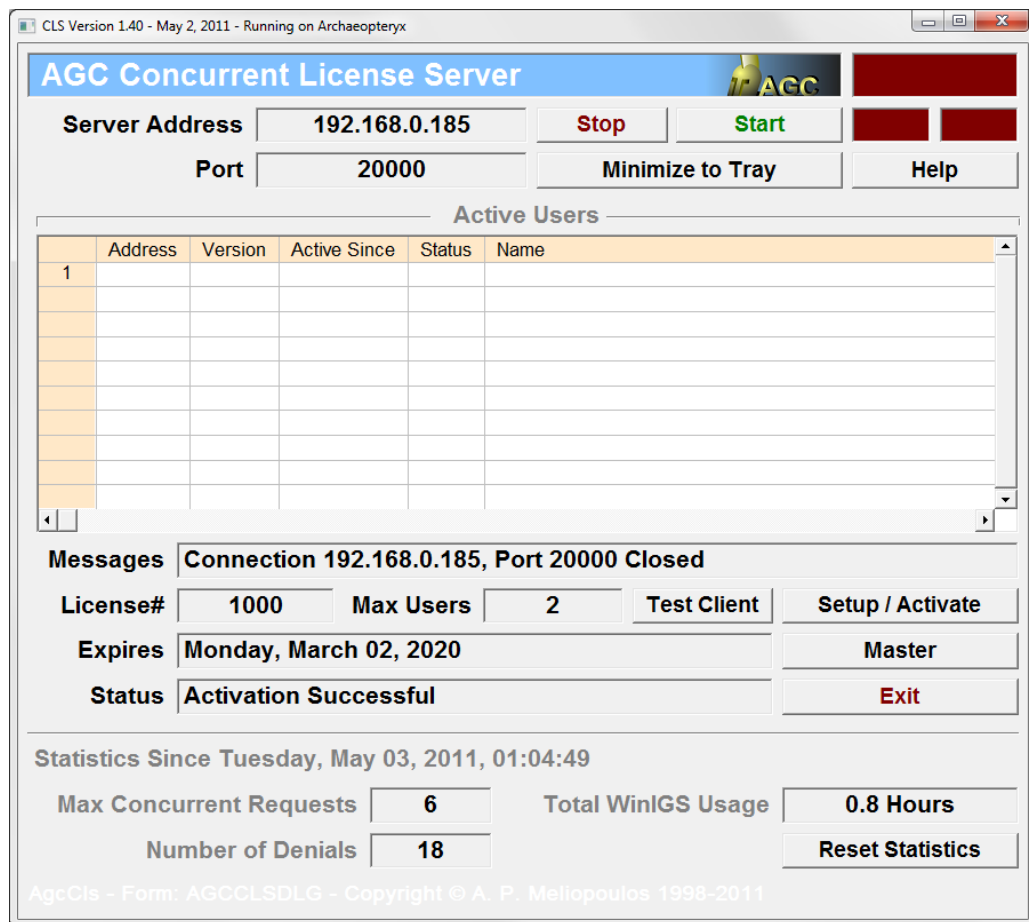 CLS Version 1.40 - May 2, 2011 - Running on Archaeopteryx
AGC Concurrent License Server
AGC
Server Address 192.168.0.185 Stop Start
Port 20000 Minimize to Tray Help
Active Users
Address Version Active Since Status Name
1
Messages Connection 192.168.0.185, Port 20000 Closed
License# 1000 Max Users 2 Test Client Setup / Activate
Expires Monday, March 02, 2020 Master
Status Activation Successful Exit
Statistics Since Tuesday, May 03, 2011, 01:04:49
Max Concurrent Requests 6 Total WinIGS Usage 0.8 Hours
Number of Denials 18 Reset Statistics
AgcCls - Form: AGCCLSDLG - Copyright © A. P. Meliopoulos 1998-2011